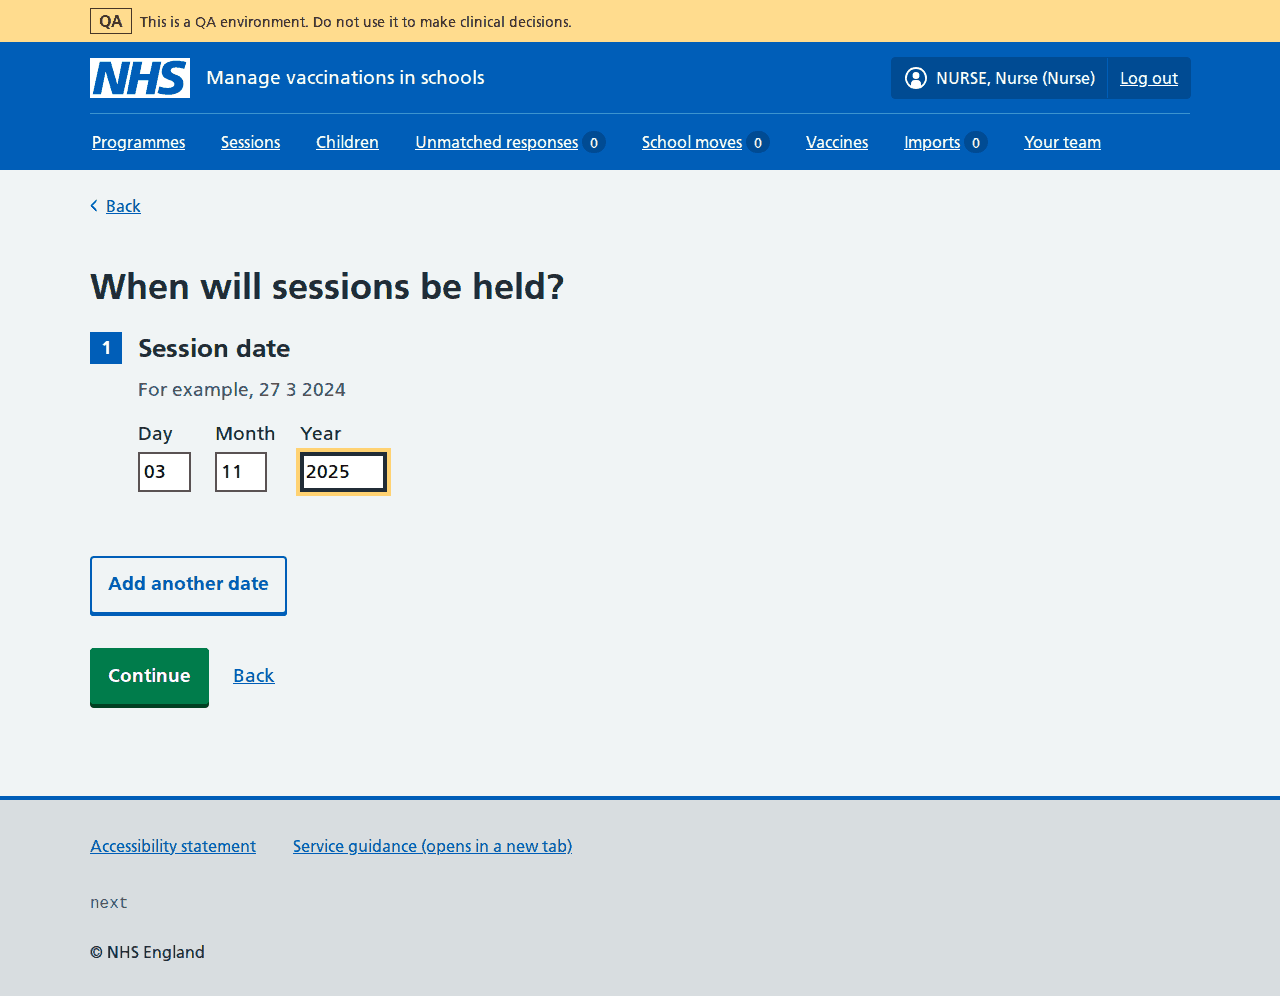 QA This is a QA environment. Do not use it to make clinical decisions.
NHS Manage vaccinations in schools NURSE, Nurse (Nurse) Log out
Programmes Sessions Children Unmatched responses 0 School moves 0 Vaccines Imports 0 Your team
Back
When will sessions be held?
1 Session date
For example, 27 3 2024
Day Month Year
03 11 2025
Add another date
Continue Back
Accessibility statement Service guidance (opens in a new tab)
next
© NHS England